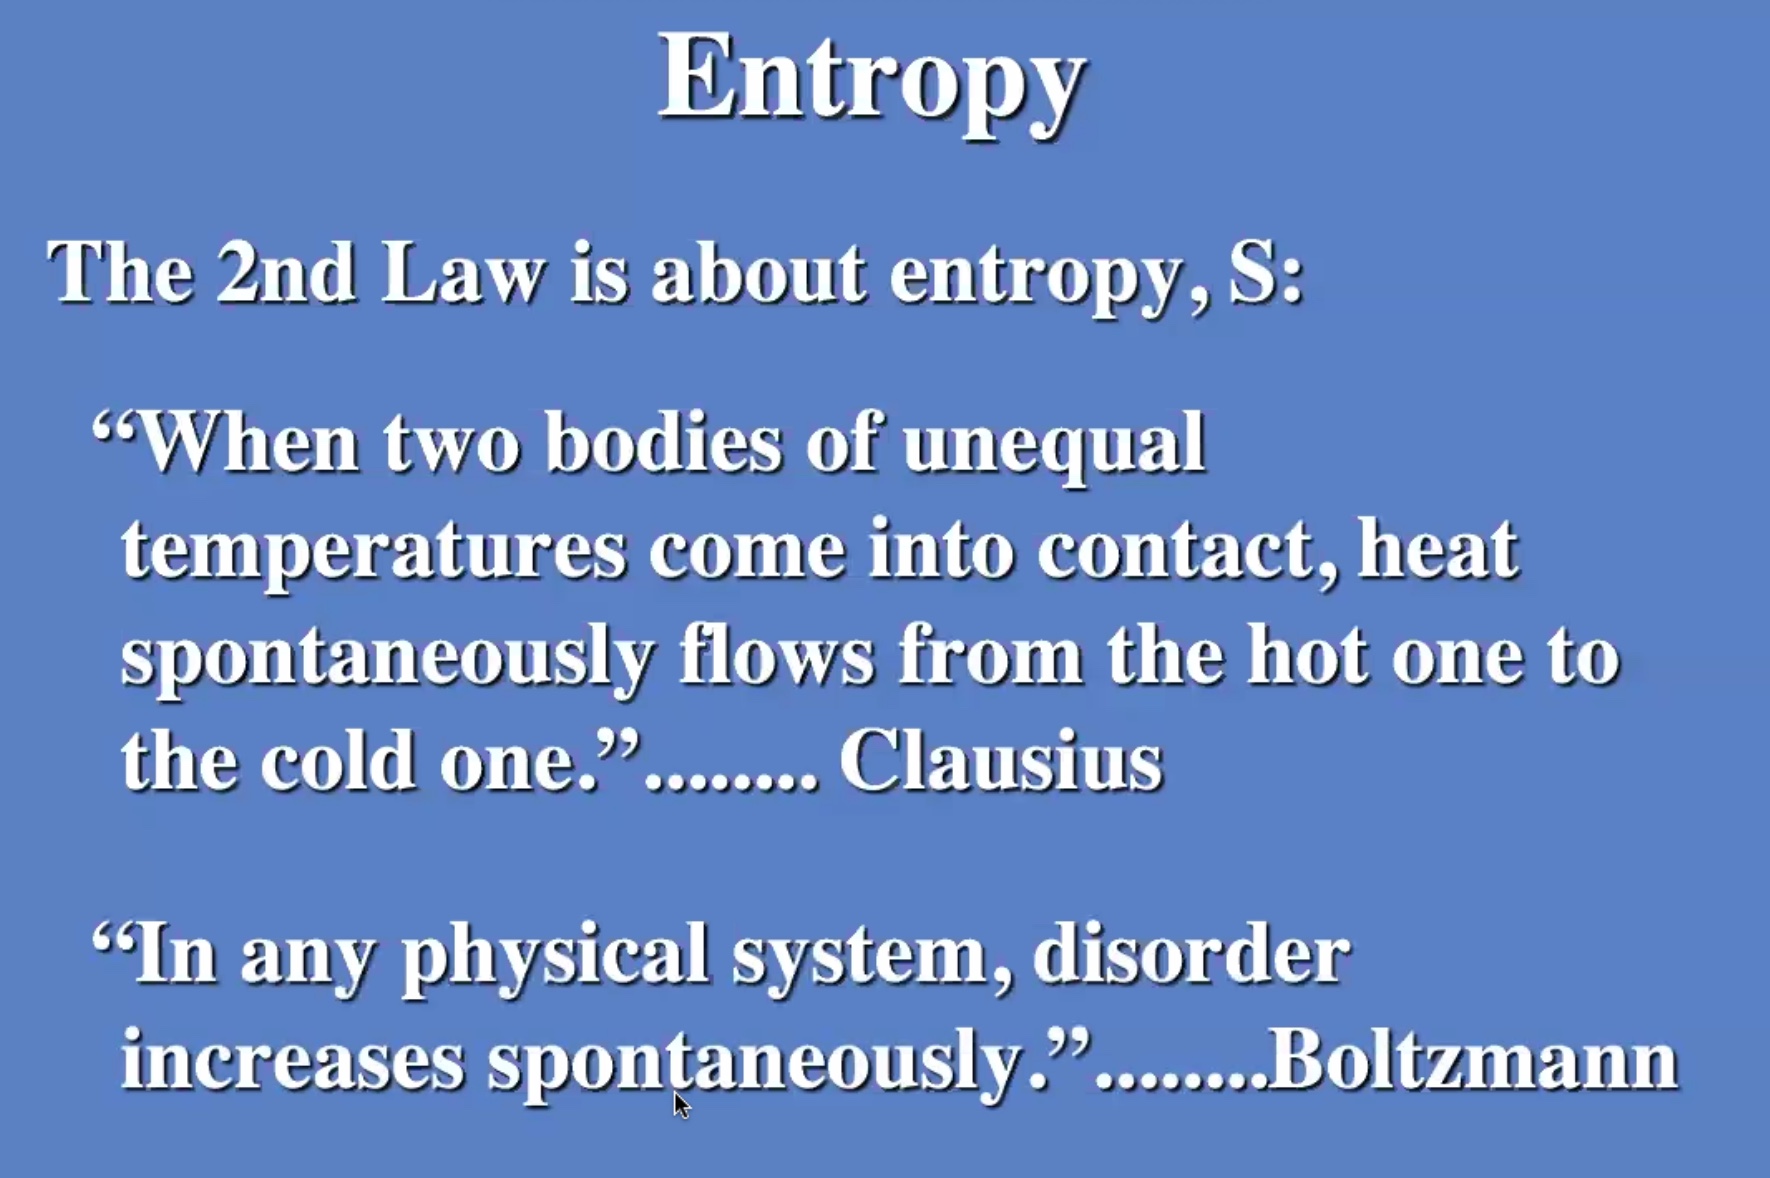 Entropy
The 2nd Law is about entropy, S:
“When two bodies of unequal
temperatures come into contact, heat
spontaneously flows from the hot one to
the cold one.”........ Clausius
“In any physical system, disorder
increases spontaneously.”........Boltzmann